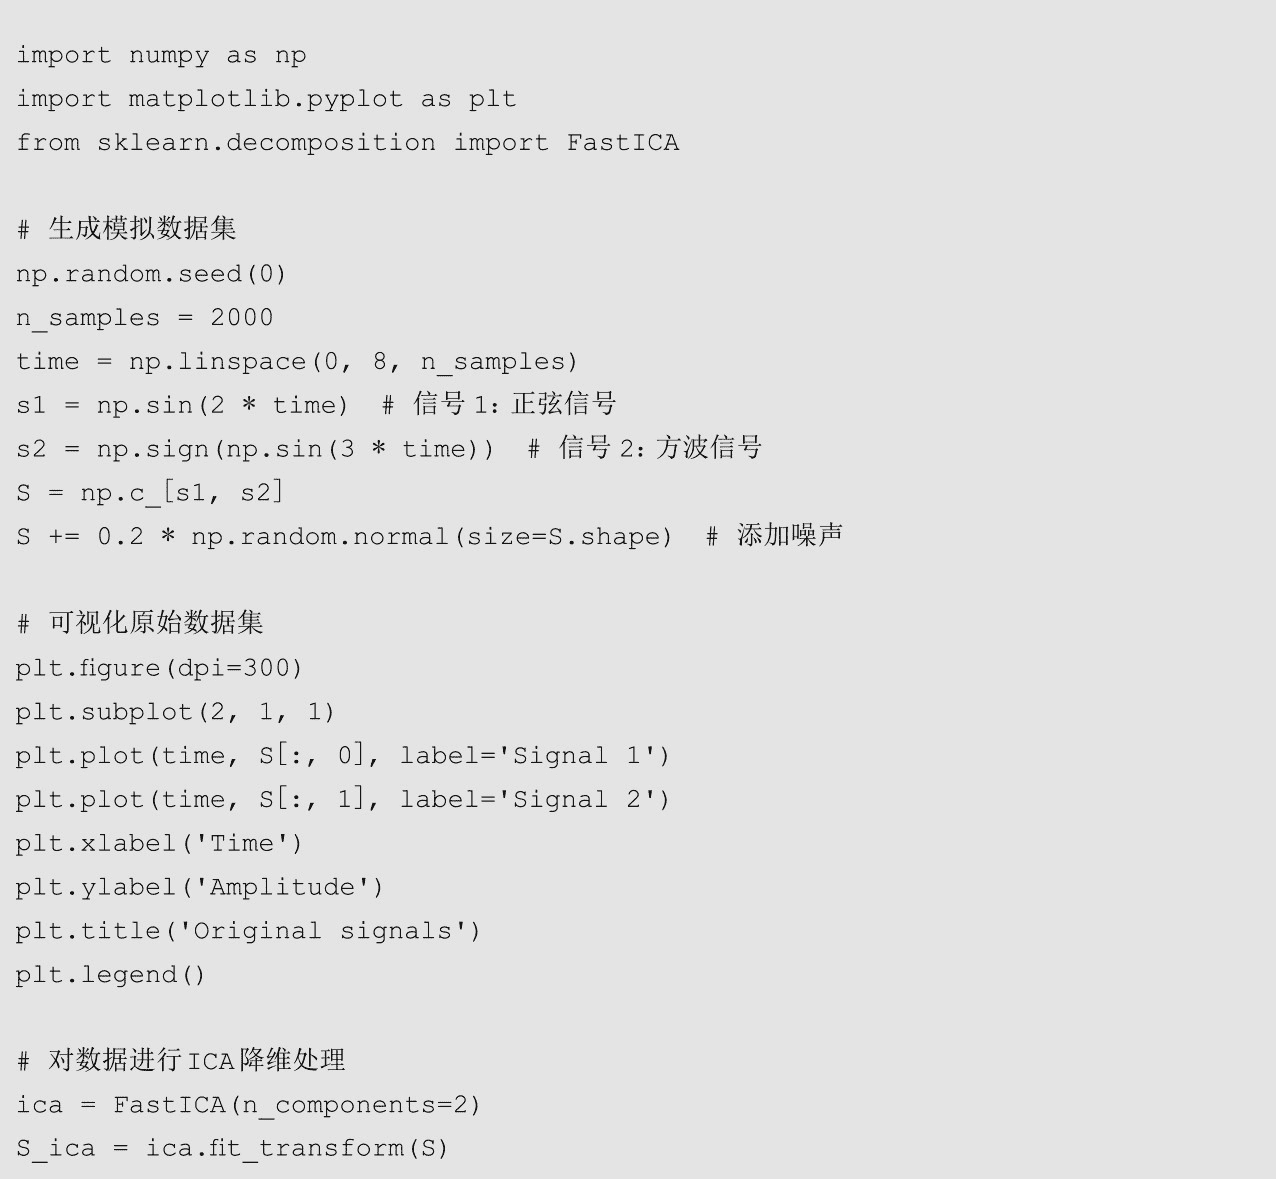 import numpy as np
import matplotlib.pyplot as plt
from sklearn.decomposition import FastICA
# 生成模拟数据集
np.random.seed(0)
n_samples = 2000
time = np.linspace(0, 8, n_samples)
s1 = np.sin(2 * time)  # 信号 1: 正弦信号
s2 = np.sign(np.sin(3 * time))  # 信号 2: 方波信号
S = np.c_[s1, s2]
S += 0.2 * np.random.normal(size=S.shape)  # 添加噪声
# 可视化原始数据集
plt.figure(dpi=300)
plt.subplot(2, 1, 1)
plt.plot(time, S[:, 0], label='Signal 1')
plt.plot(time, S[:, 1], label='Signal 2')
plt.xlabel('Time')
plt.ylabel('Amplitude')
plt.title('Original signals')
plt.legend()
# 对数据进行ICA降维处理
ica = FastICA(n_components=2)
S_ica = ica.fit_transform(S)